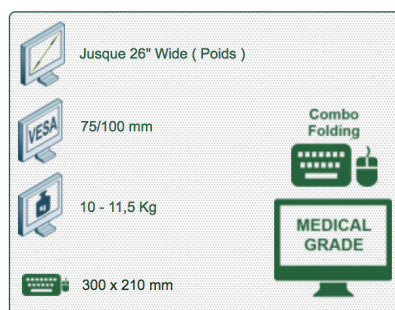 Jusque 26" Wide ( Poids )
VESA
75/100 mm
Combo
Folding
KG
10 - 11,5 Kg
MEDICAL
GRADE
300 x 210 mm